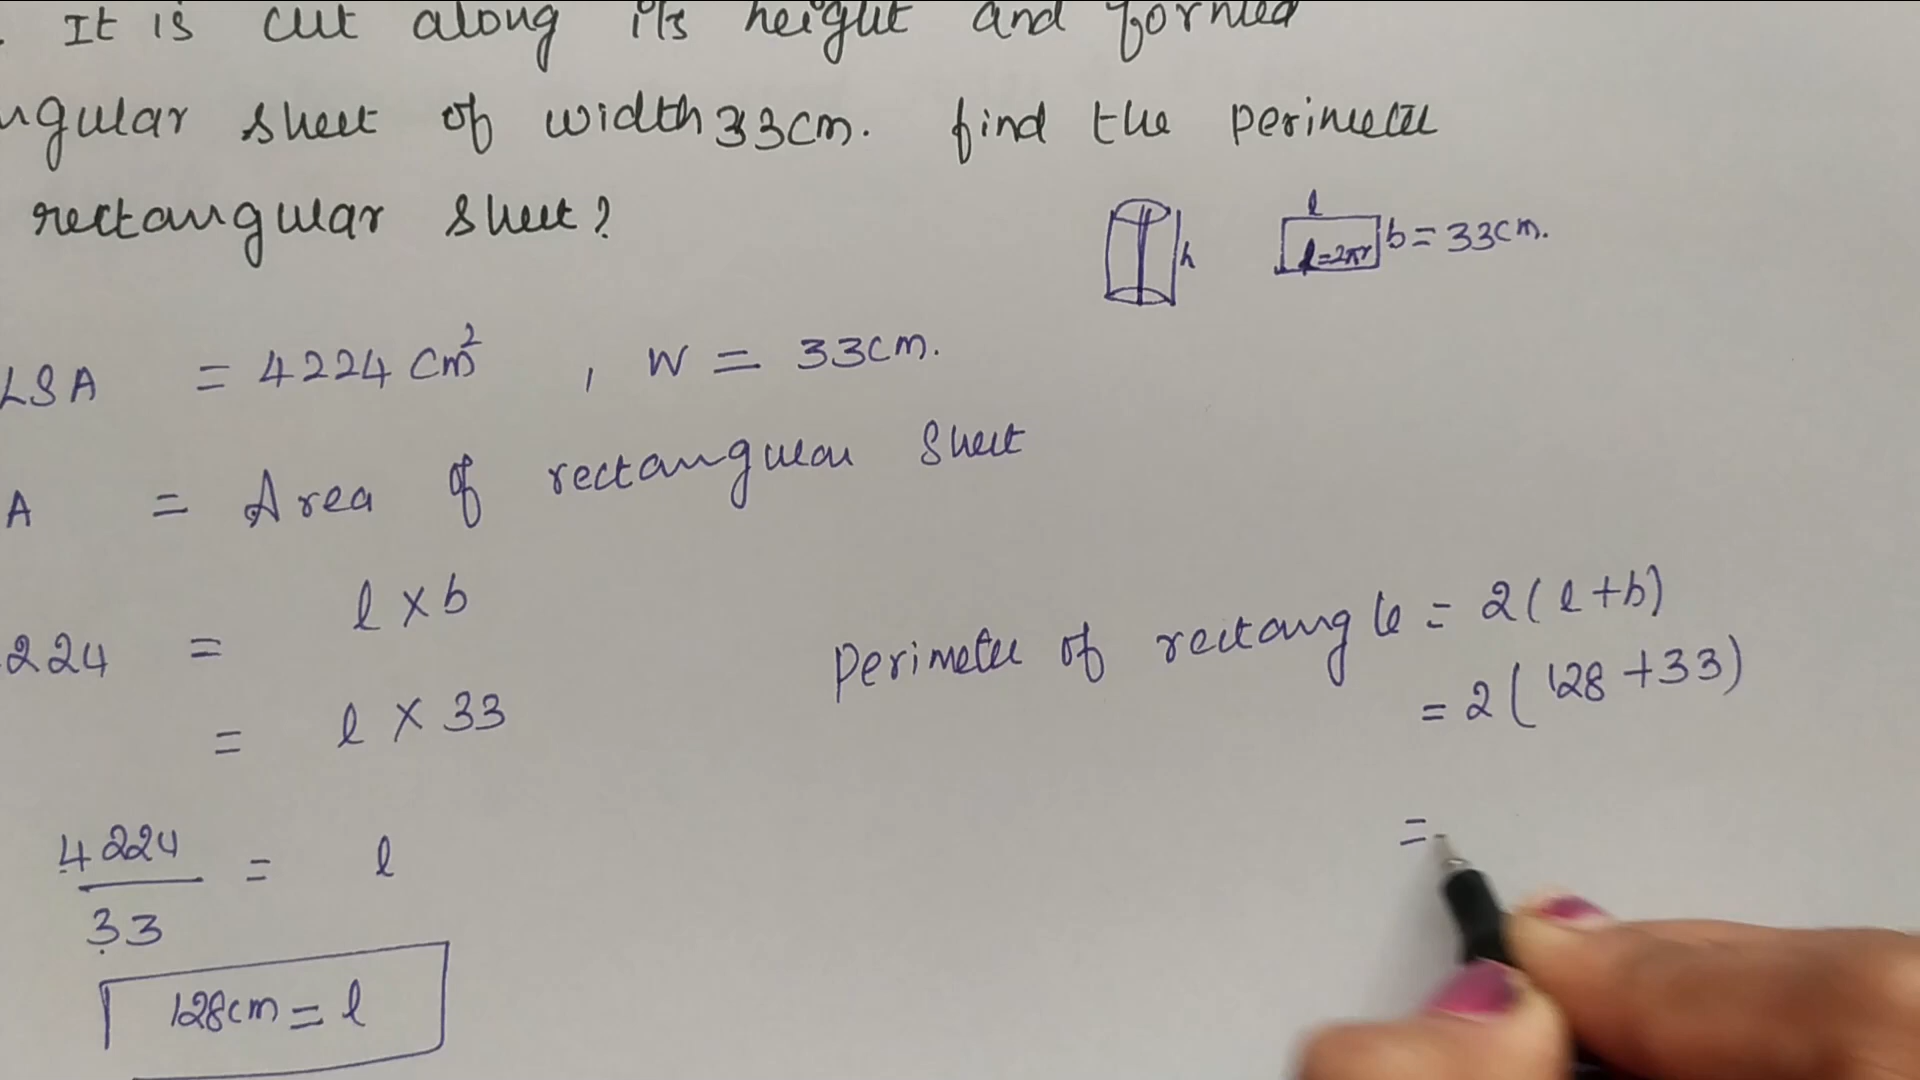 . It is cut along its height and formed
ngular sheet of width 33cm. find the perimeter
rectangular sheet?
l
h
l=2πr b = 33cm.
LSA = 4224 cm² , W = 33cm.
A = Area of rectangular sheet
l × b
224 =
= l × 33
Perimeter of rectangle = 2(l+b)
= 2(128+33)
=
4224
33
= l
128cm = l